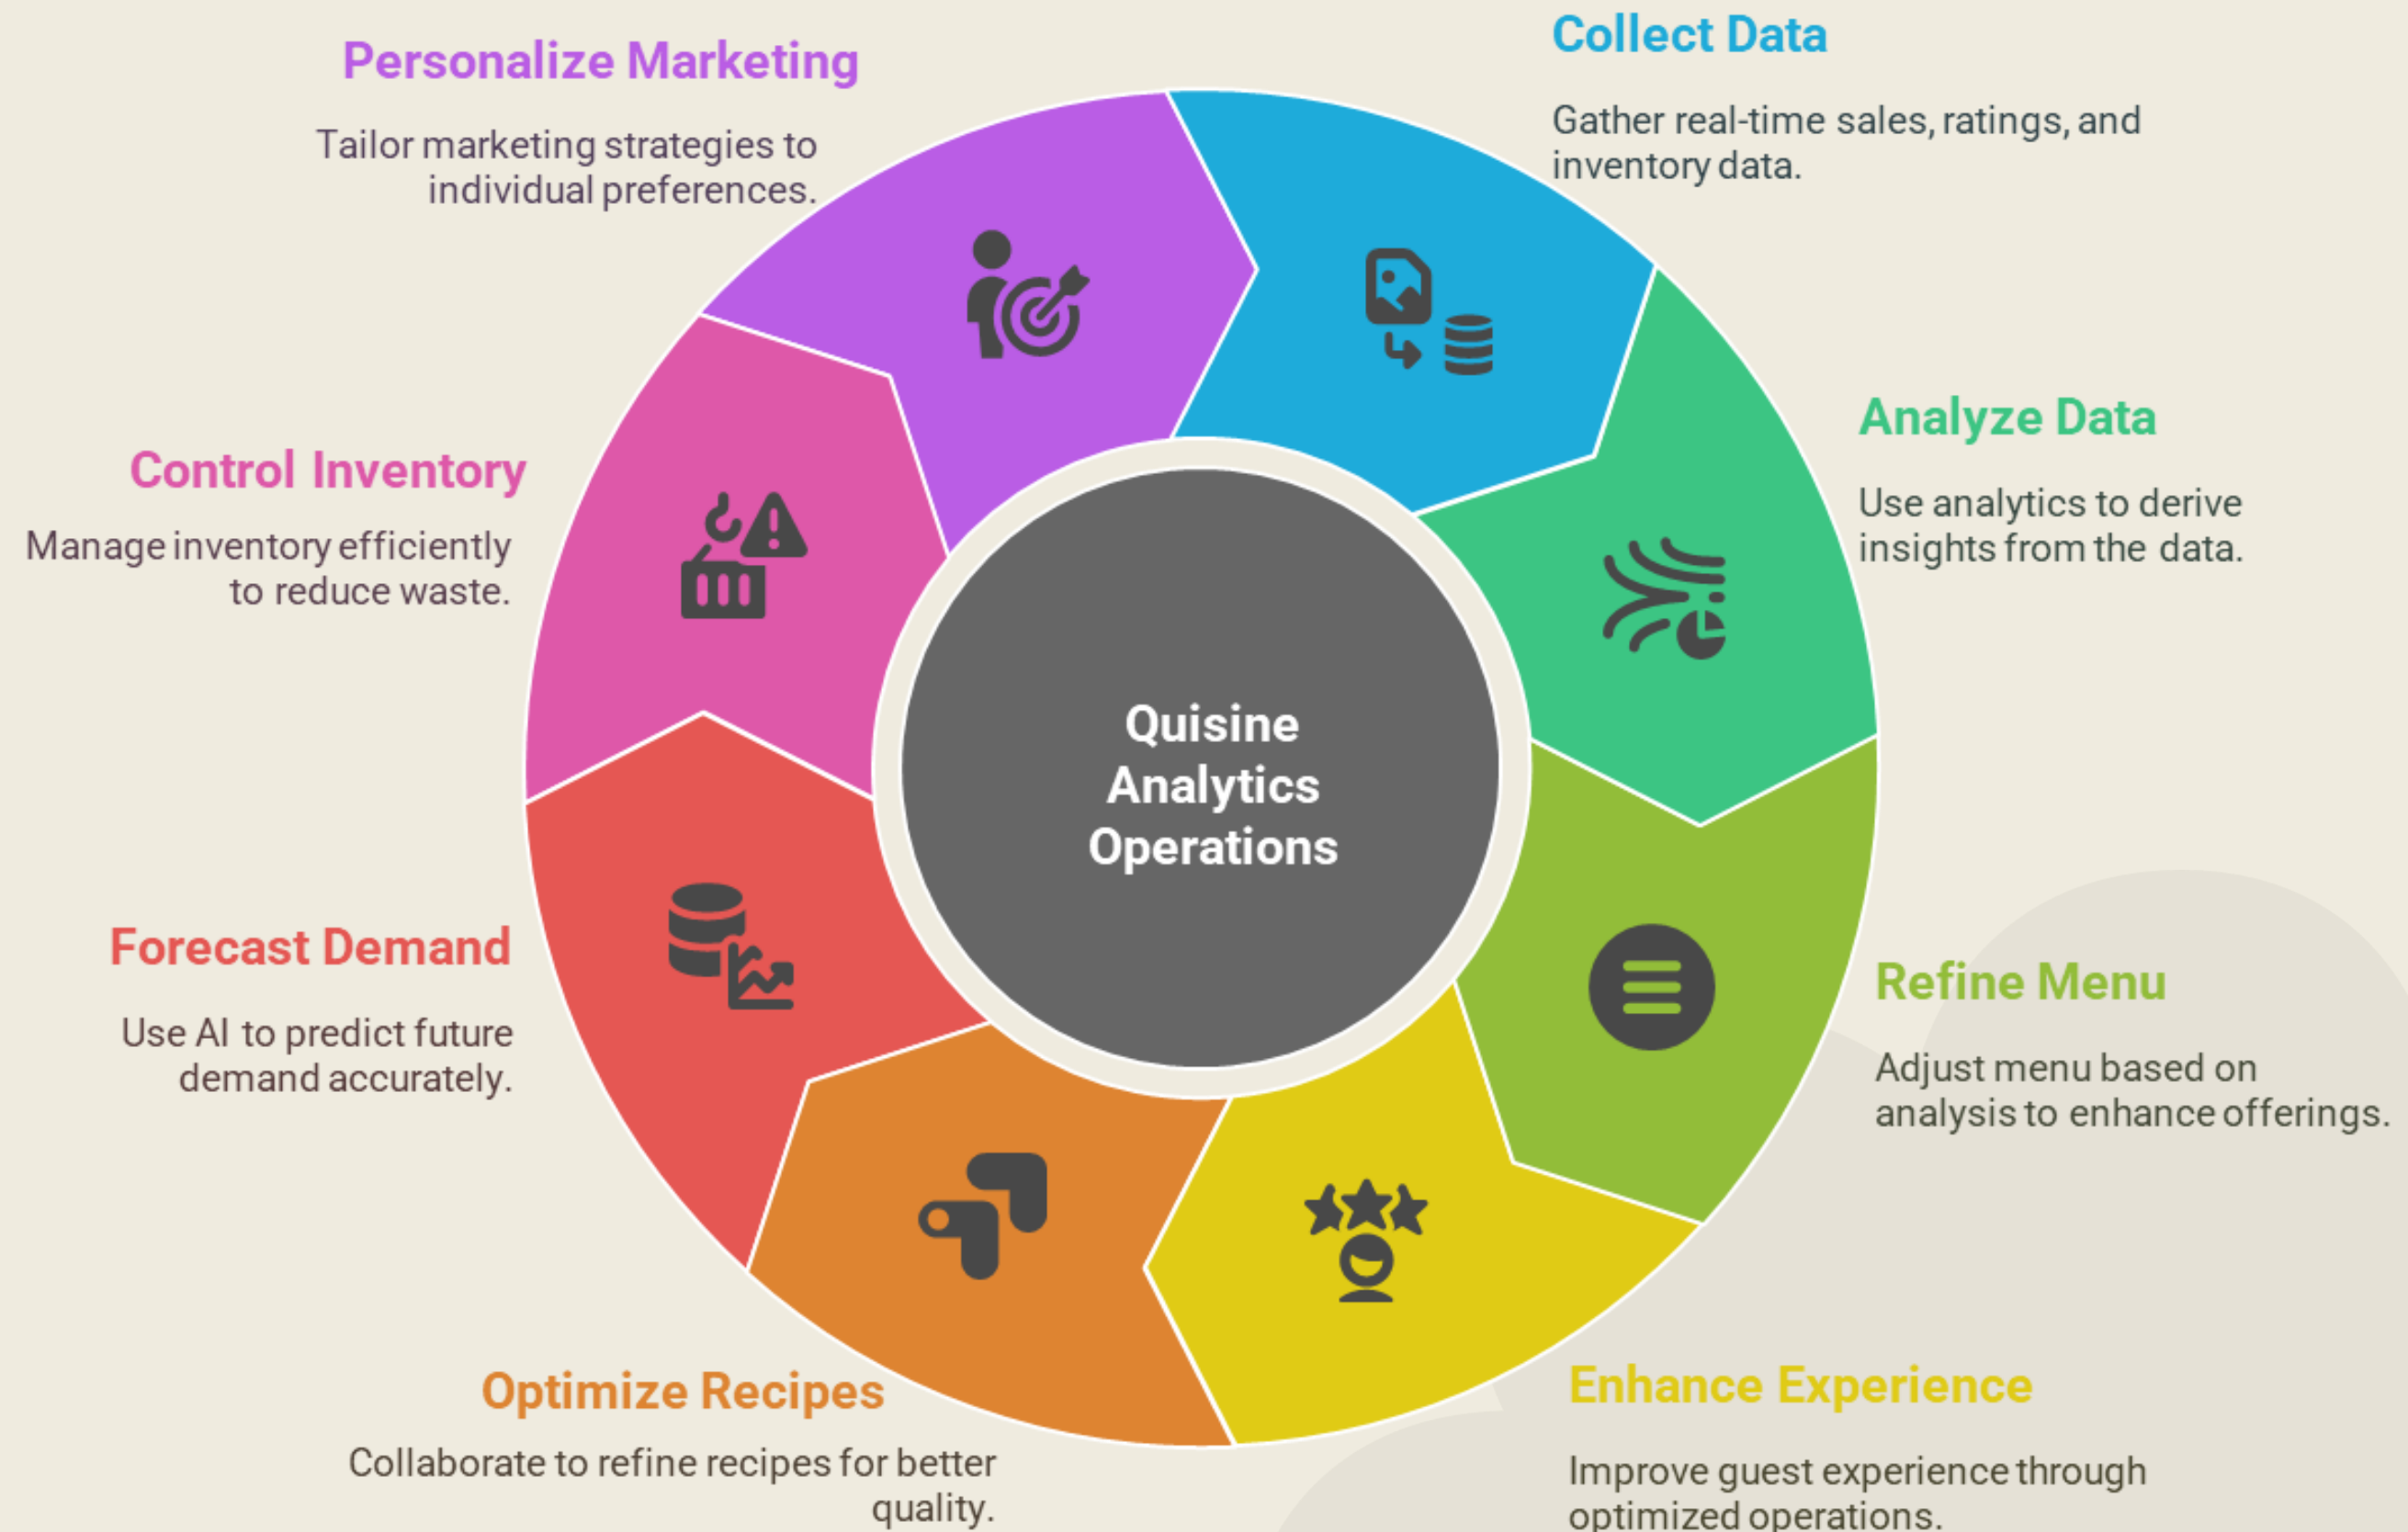 Personalize Marketing
Tailor marketing strategies to
individual preferences.
Collect Data
Gather real-time sales, ratings, and
inventory data.
Analyze Data
Use analytics to derive
insights from the data.
Control Inventory
Manage inventory efficiently
to reduce waste.
Quisine
Analytics
Operations
Forecast Demand
Use AI to predict future
demand accurately.
Refine Menu
Adjust menu based on
analysis to enhance offerings.
Optimize Recipes
Collaborate to refine recipes for better
quality.
Enhance Experience
Improve guest experience through
optimized operations.